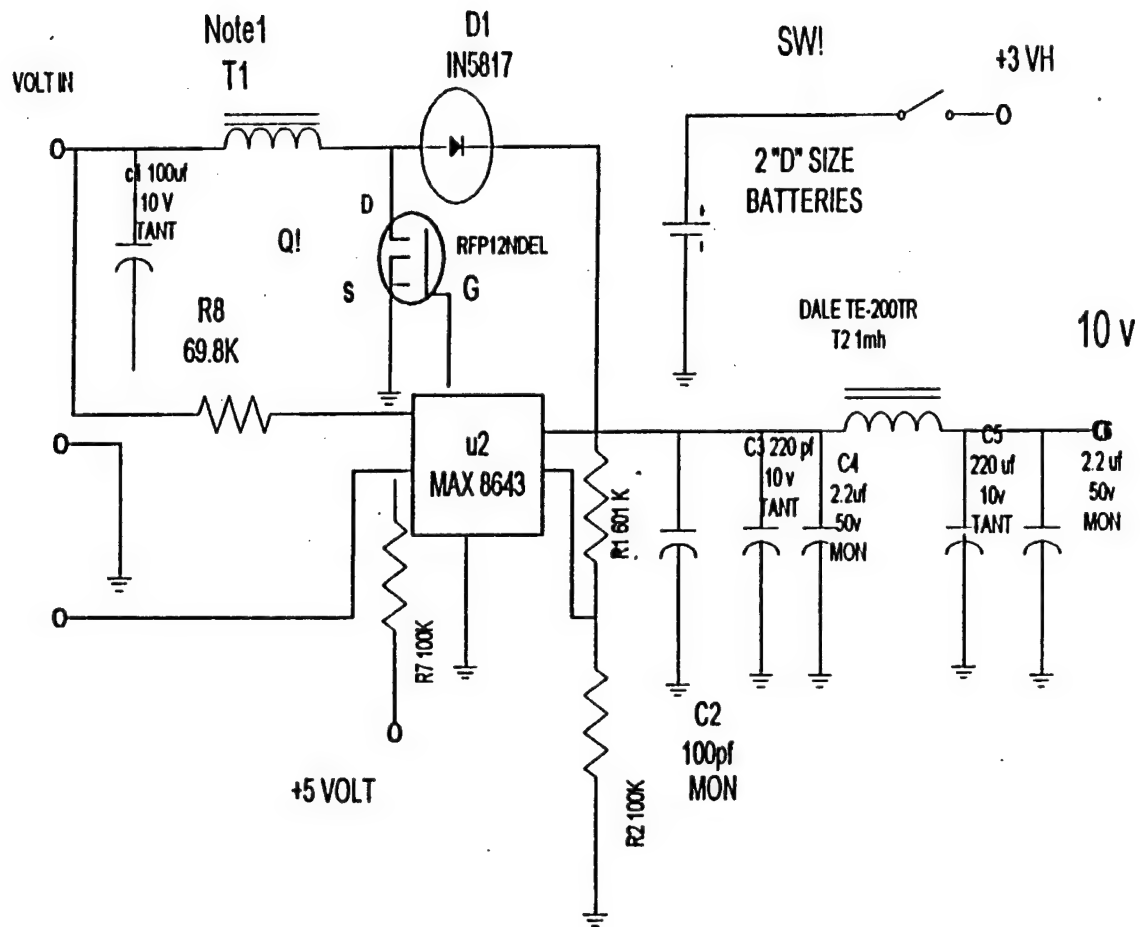 Note1
T1
D1
IN5817
SW!
+3 VH
VOLT IN
c1 100uf
10 V
TANT
2 "D" SIZE
BATTERIES
D
Q!
RFP12NDEL
S
G
R8
69.8K
DALE TE-200TR
T2 1mh
10 v
u2
MAX 8643
R1 601 K
C3 220 pf
10 v
TANT
C4
2.2uf
50v
MON
C5
220 uf
10v
TANT
C6
2.2 uf
50v
MON
R7 100K
C2
100pf
MON
+5 VOLT
R2 100K